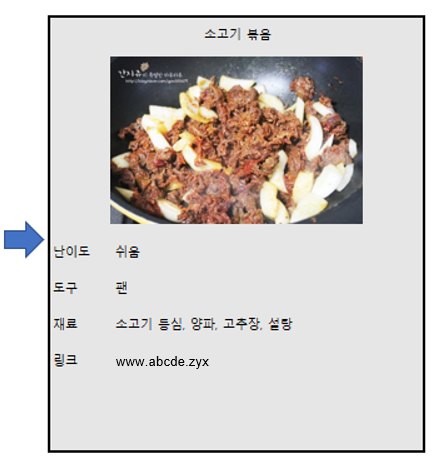 소고기 볶음
난이도 쉬움
도구 팬
재료 소고기 등심, 양파, 고추장, 설탕
링크 www.abcde.zyx